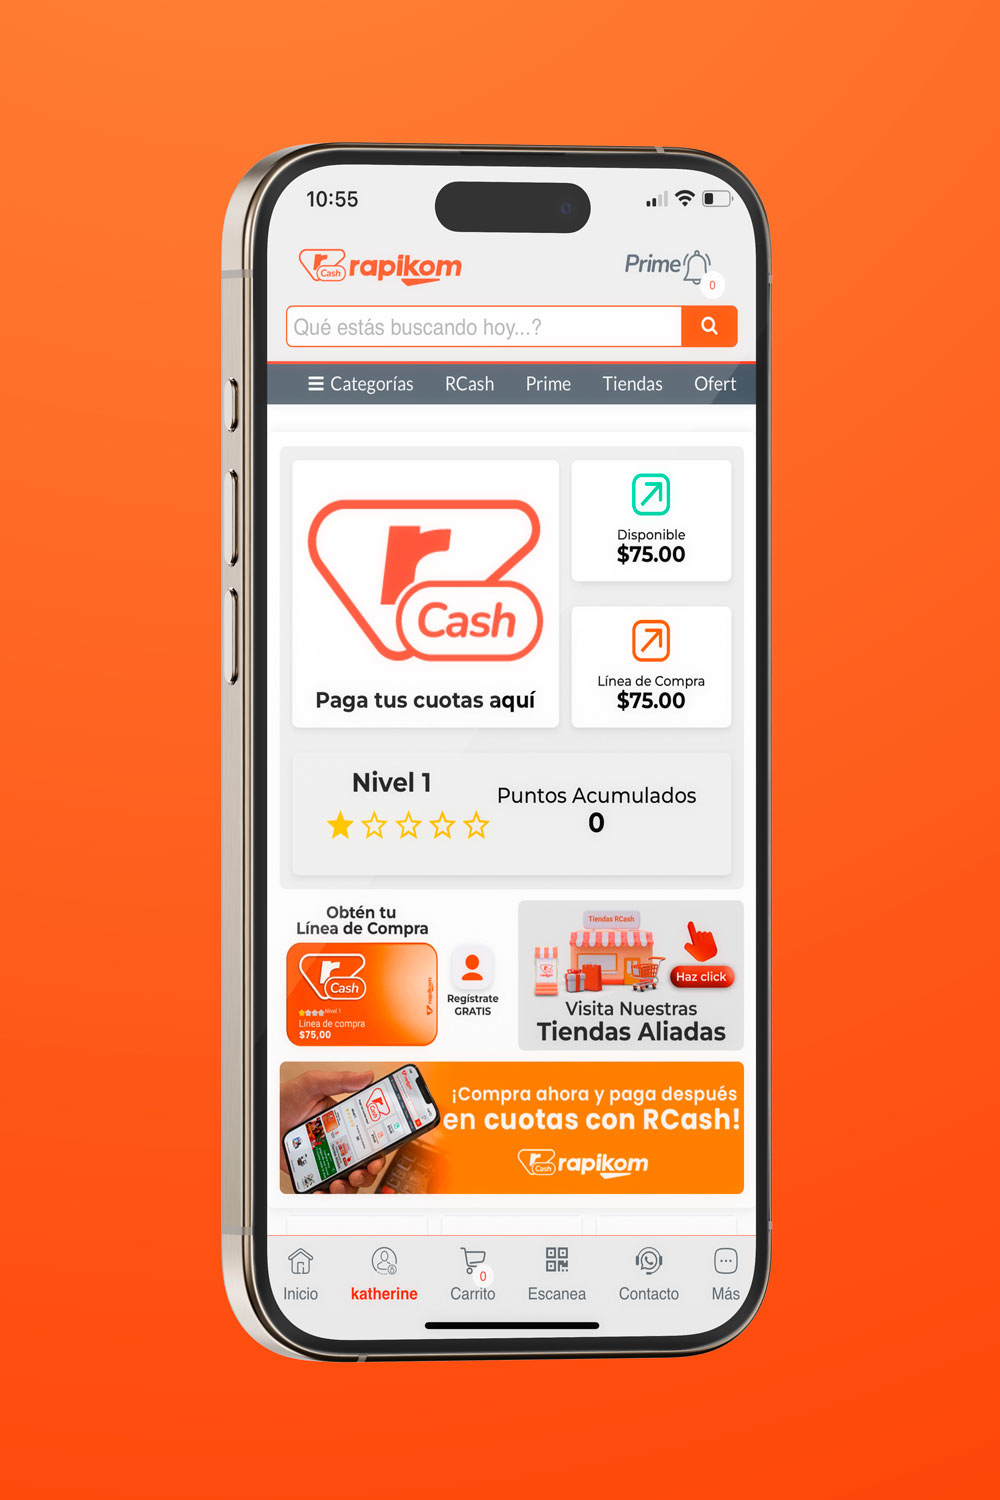 10:55
r Cash rapikom
Prime
0
Qué estás buscando hoy...?
Categorías RCash Prime Tiendas Ofert
r
Cash
Paga tus cuotas aquí
Disponible
$75.00
Línea de Compra
$75.00
Nivel 1
Puntos Acumulados
0
Obtén tu
Línea de Compra
r
Cash
rapikom
Nivel 1
Línea de compra
$75,00
Regístrate
GRATIS
Tiendas RCash
Haz click
Visita Nuestras
Tiendas Aliadas
¡Compra ahora y paga después
en cuotas con RCash!
r Cash rapikom
Inicio
katherine
0
Carrito
Escanea
Contacto
Más